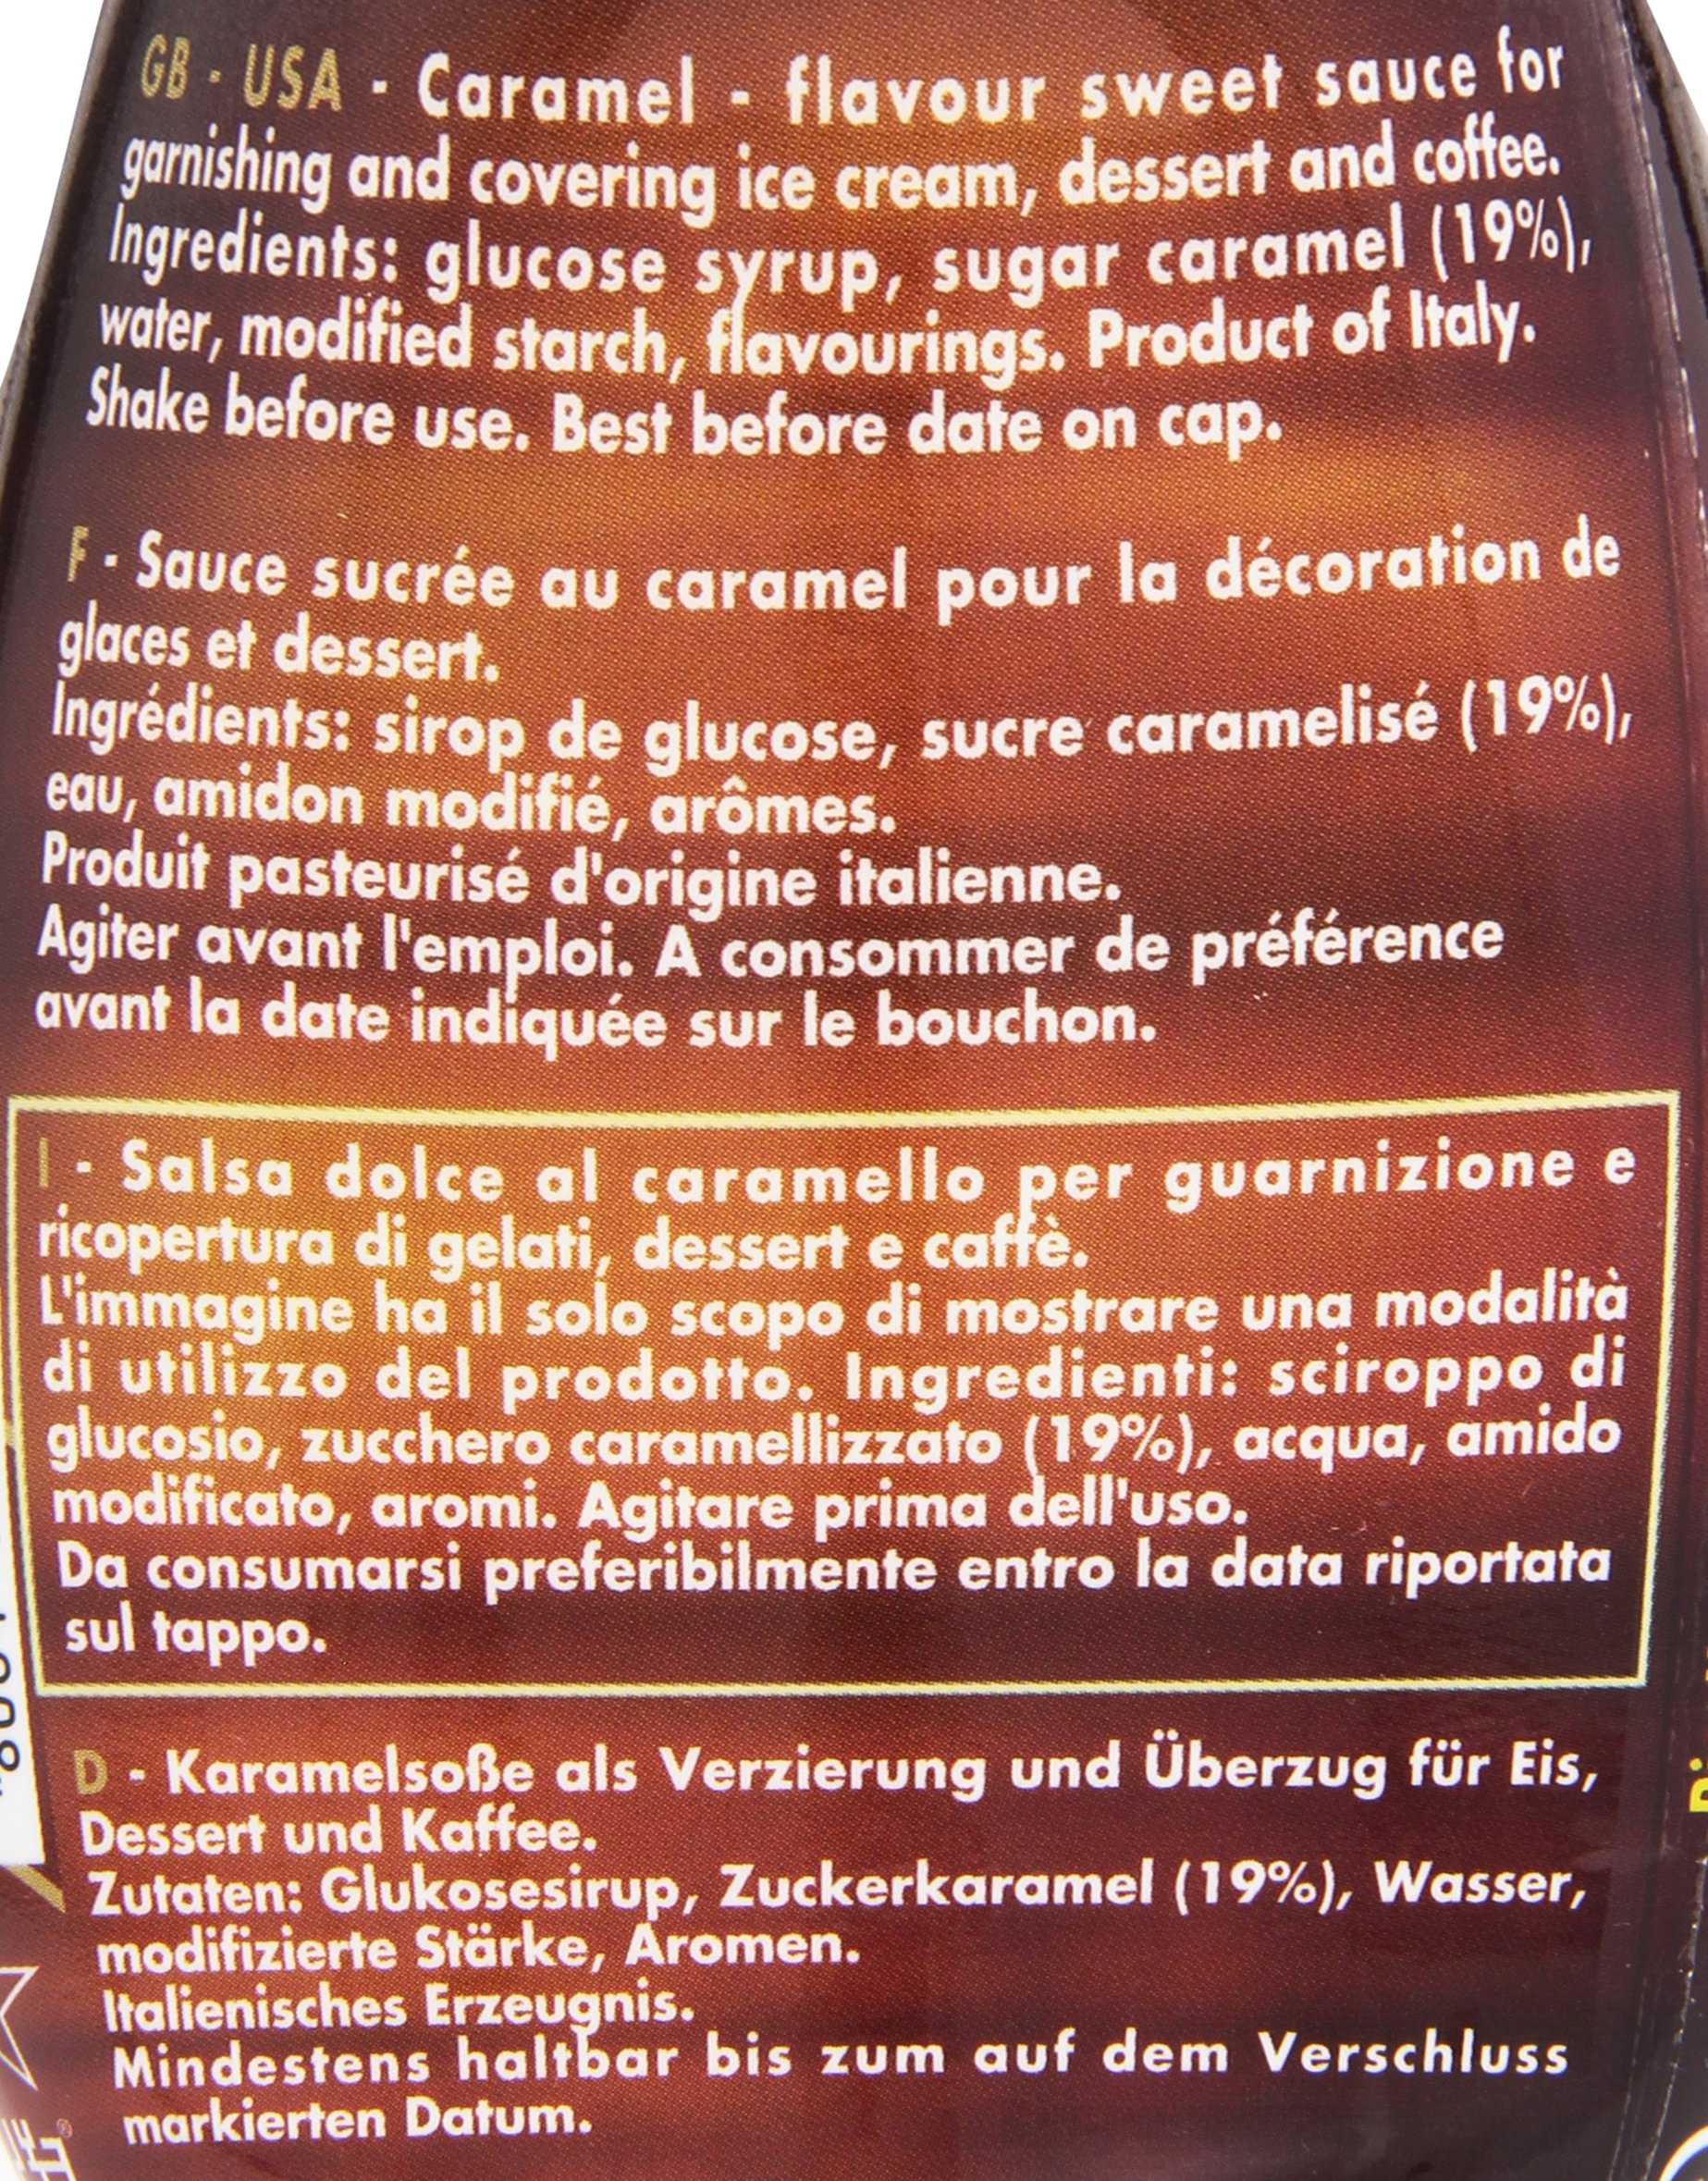 GB - USA - Caramel - flavour sweet sauce for
garnishing and covering ice cream, dessert and coffee.
Ingredients: glucose syrup, sugar caramel (19%),
water, modified starch, flavourings. Product of Italy.
Shake before use. Best before date on cap.
F - Sauce sucrée au caramel pour la décoration de
glaces et dessert.
Ingrédients: sirop de glucose, sucre caramelisé (19%),
eau, amidon modifié, arômes.
Produit pasteurisé d'origine italienne.
Agiter avant l'emploi. A consommer de préférence
avant la date indiquée sur le bouchon.
I - Salsa dolce al caramello per guarnizione e
ricopertura di gelati, dessert e caffè.
L'immagine ha il solo scopo di mostrare una modalità
di utilizzo del prodotto. Ingredienti: sciroppo di
glucosio, zucchero caramellizzato (19%), acqua, amido
modificato, aromi. Agitare prima dell'uso.
Da consumarsi preferibilmente entro la data riportata
sul tappo.
D - Karamelsoße als Verzierung und Überzug für Eis,
Dessert und Kaffee.
Zutaten: Glukosesirup, Zuckerkaramel (19%), Wasser,
modifizierte Stärke, Aromen.
Italienisches Erzeugnis.
Mindestens haltbar bis zum auf dem Verschluss
markierten Datum.